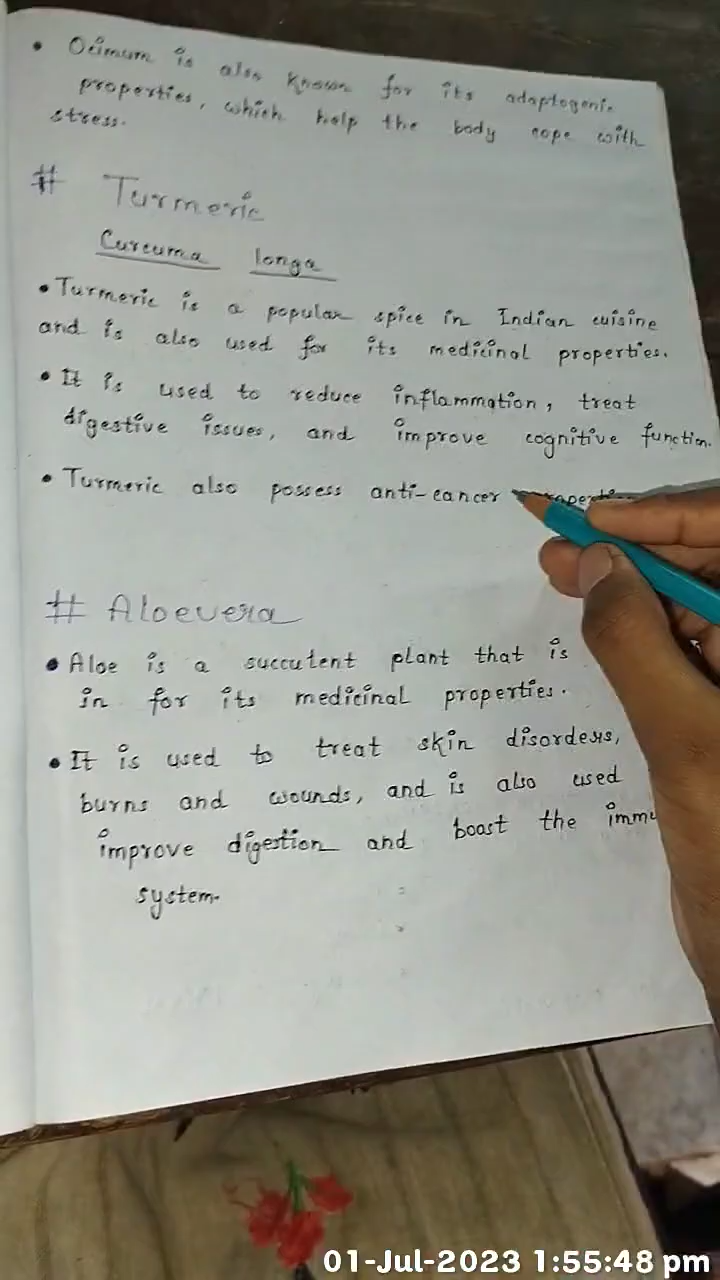 • Ocimum is also known for its adaptogenic
properties, which help the body cope with
stress.
# Turmeric
Curcuma longa
• Turmeric is a popular spice in Indian cuisine
and is also used for its medicinal properties.
• It is used to reduce inflammation, treat
digestive issues, and improve cognitive function.
• Turmeric also possess anti-cancer
# Aloevera
• Aloe is a succutent plant that is
in for its medicinal properties.
• It is used to treat skin disorders,
burns and wounds, and is also used
improve digestion and boost the immu
system.
01-Jul-2023 1:55:48 pm